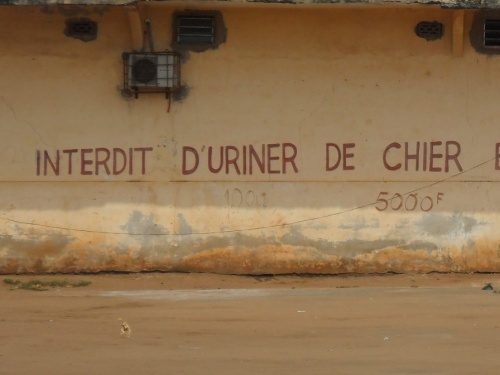 INTERDIT D'URINER DE CHIER E
5000F